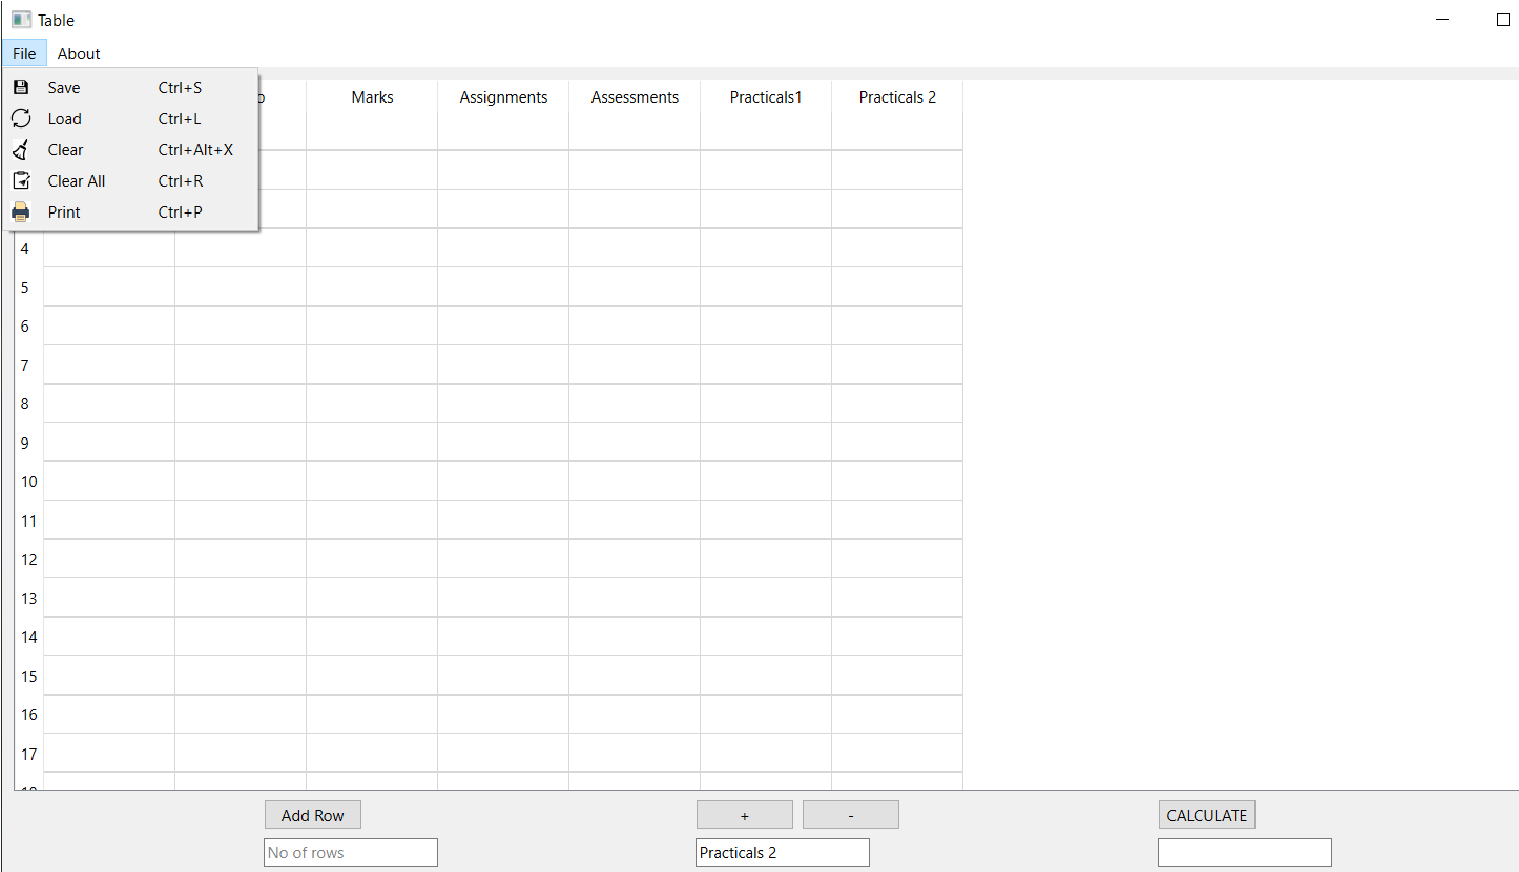 Table
File About
Save Ctrl+S
Load Ctrl+L
Clear Ctrl+Alt+X
Clear All Ctrl+R
Print Ctrl+P
o Marks Assignments Assessments Practicals1 Practicals 2
4
5
6
7
8
9
10
11
12
13
14
15
16
17
Add Row + - CALCULATE
No of rows Practicals 2